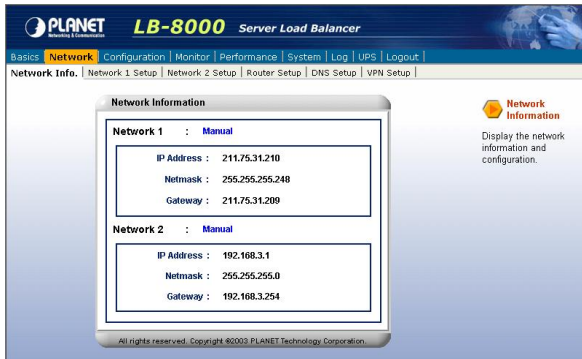 PLANET
Networking & Communication
LB-8000 Server Load Balancer
Basics | Network | Configuration | Monitor | Performance | System | Log | UPS | Logout |
Network Info. | Network 1 Setup | Network 2 Setup | Router Setup | DNS Setup | VPN Setup |
Network Information
Network 1 : Manual
IP Address : 211.75.31.210
Netmask : 255.255.255.248
Gateway : 211.75.31.209
Network 2 : Manual
IP Address : 192.168.3.1
Netmask : 255.255.255.0
Gateway : 192.168.3.254
All rights reserved. Copyright ©2003 PLANET Technology Corporation.
Network
Information
Display the network
information and
configuration.